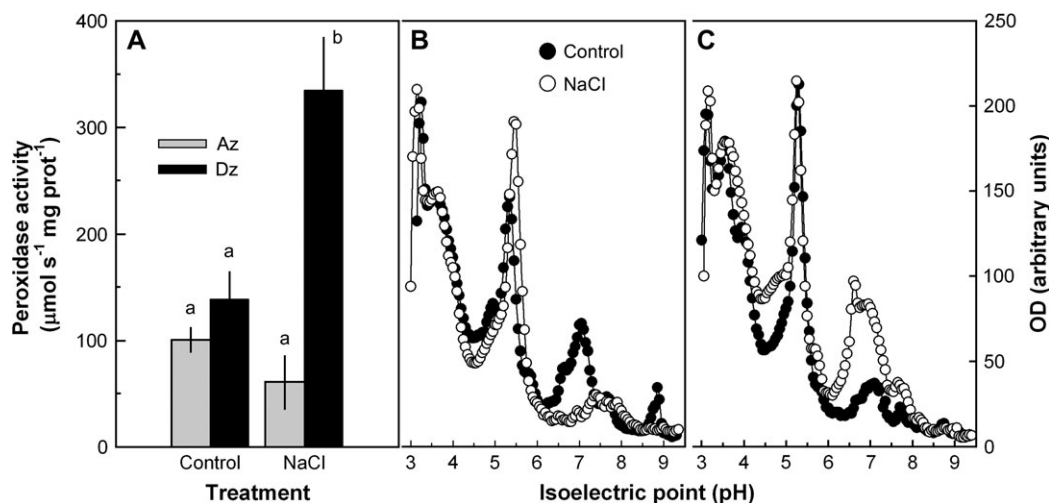 A
B
C
Peroxidase activity
(μmol s⁻¹ mg prot⁻¹)
400
300
200
100
0
Az
Dz
a
a
a
b
Control
NaCl
Treatment
Control
NaCl
3 4 5 6 7 8 9
3 4 5 6 7 8 9
Isoelectric point (pH)
250
200
150
100
50
0
OD (arbitrary units)